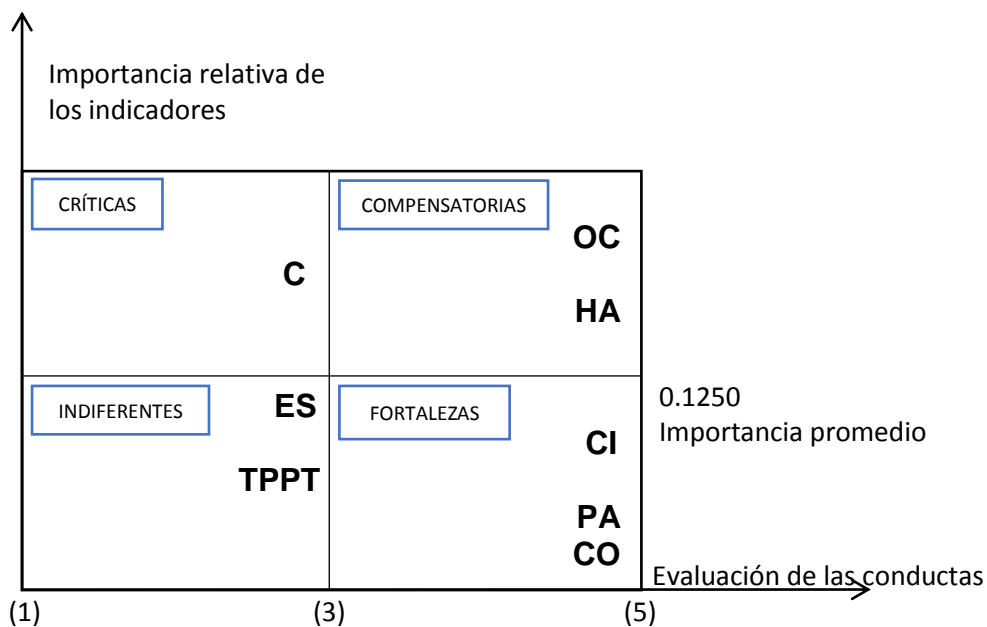 Importancia relativa de
los indicadores
CRÍTICAS
COMPENSATORIAS
OC
C
HA
INDIFERENTES
ES
FORTALEZAS
0.1250
Importancia promedio
CI
TPPT
PA
CO
Evaluación de las conductas
(1)
(3)
(5)